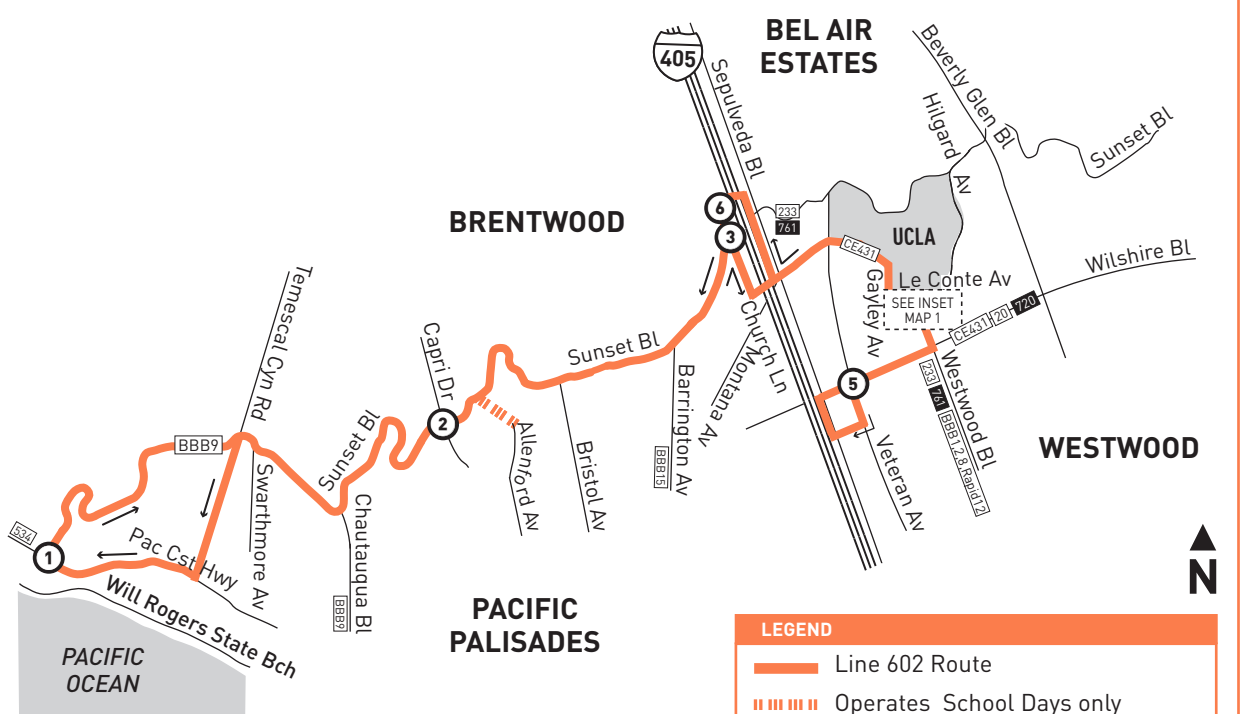 BEL AIR
ESTATES
405
Sepulveda Bl
Beverly Glen Bl
Hilgard Av
Sunset Bl
BRENTWOOD
6
3
233
761
CE431
UCLA
Le Conte Av
Gayley Av
SEE INSET
MAP 1
Wilshire Bl
CE431
20
720
Temescal Cyn Rd
Capri Dr
Sunset Bl
Church Ln
Montana Av
5
2
Westwood Bl
233
761
BBB1,2,8,Rapid12
WESTWOOD
BBB9
Sunset Bl
Allenford Av
Bristol Av
Barrington Av
BBB15
Veteran Av
Swarthmore Av
Chautauqua Bl
BBB9
534
1
Pac Cst Hwy
Will Rogers State Bch
PACIFIC
PALISADES
PACIFIC
OCEAN
N
LEGEND
Line 602 Route
Operates School Days only